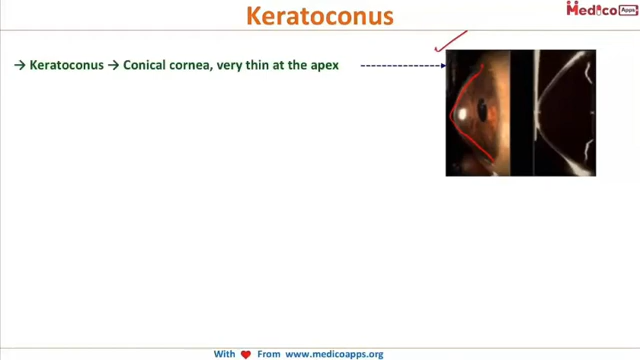 Keratoconus
Medico Apps
→ Keratoconus → Conical cornea, very thin at the apex
With ❤ From www.medicoapps.org